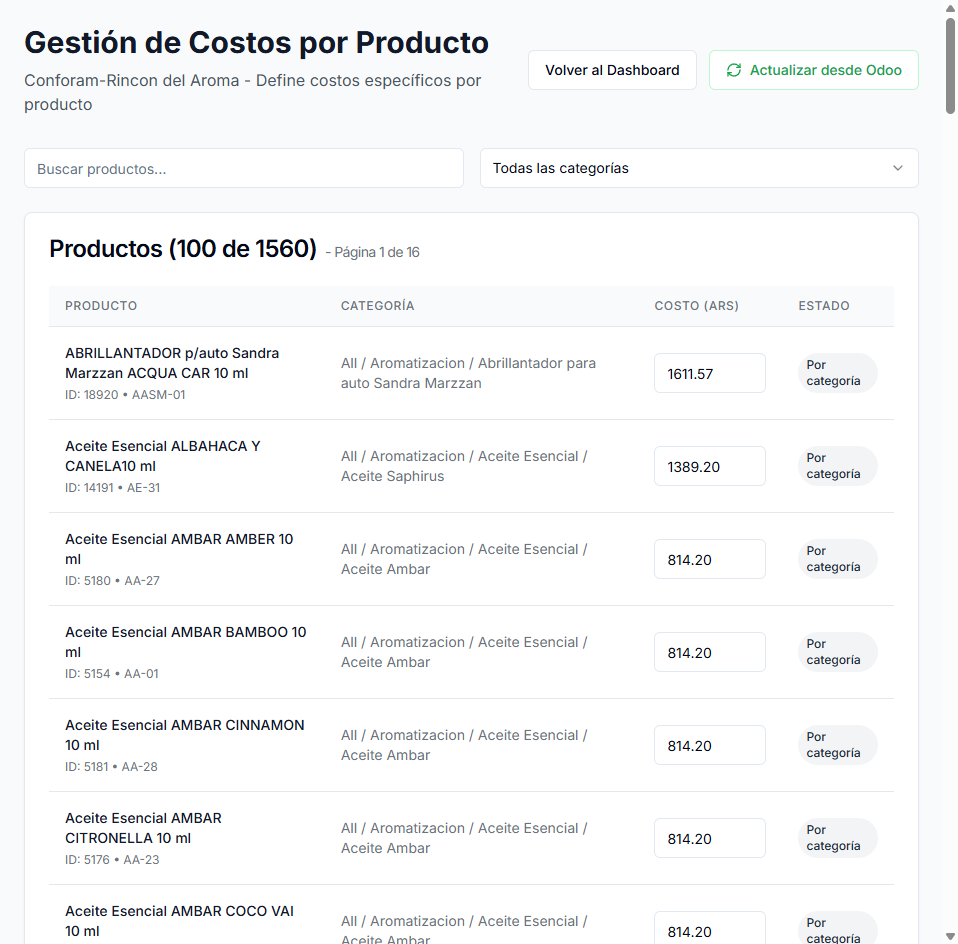 Gestión de Costos por Producto
Conforam-Rincon del Aroma - Define costos específicos por
producto
Volver al Dashboard
Actualizar desde Odoo
Buscar productos...
Todas las categorías
Productos (100 de 1560) - Página 1 de 16
PRODUCTO CATEGORÍA COSTO (ARS) ESTADO
ABRILLANTADOR p/auto Sandra
Marzzan ACQUA CAR 10 ml
ID: 18920 • AASM-01
All / Aromatizacion / Abrillantador para
auto Sandra Marzzan
1611.57
Por
categoría
Aceite Esencial ALBAHACA Y
CANELA10 ml
ID: 14191 • AE-31
All / Aromatizacion / Aceite Esencial /
Aceite Saphirus
1389.20
Por
categoría
Aceite Esencial AMBAR AMBER 10
ml
ID: 5180 • AA-27
All / Aromatizacion / Aceite Esencial /
Aceite Ambar
814.20
Por
categoría
Aceite Esencial AMBAR BAMBOO 10
ml
ID: 5154 • AA-01
All / Aromatizacion / Aceite Esencial /
Aceite Ambar
814.20
Por
categoría
Aceite Esencial AMBAR CINNAMON
10 ml
ID: 5181 • AA-28
All / Aromatizacion / Aceite Esencial /
Aceite Ambar
814.20
Por
categoría
Aceite Esencial AMBAR
CITRONELLA 10 ml
ID: 5176 • AA-23
All / Aromatizacion / Aceite Esencial /
Aceite Ambar
814.20
Por
categoría
Aceite Esencial AMBAR COCO VAI
10 ml
All / Aromatizacion / Aceite Esencial /
Aceite Ambar
814.20
Por
categoría